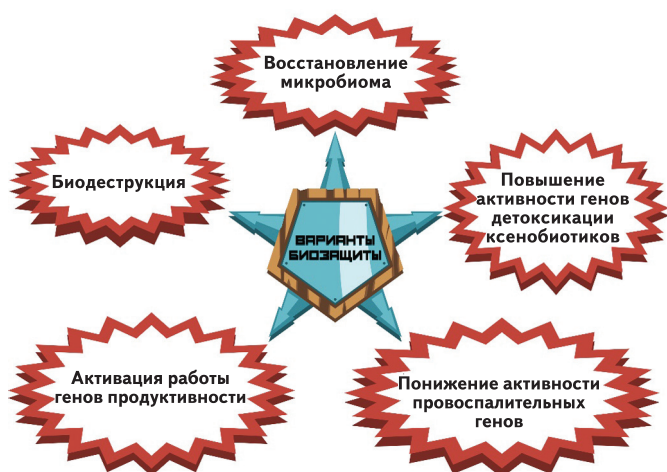 Восстановление
микробиома
Биодеструкция
Повышение
активности генов
детоксикации
ксенобиотиков
ВАРИАНТЫ
БИОЗАЩИТЫ
Активация работы
генов продуктивности
Понижение активности
провоспалительных
генов